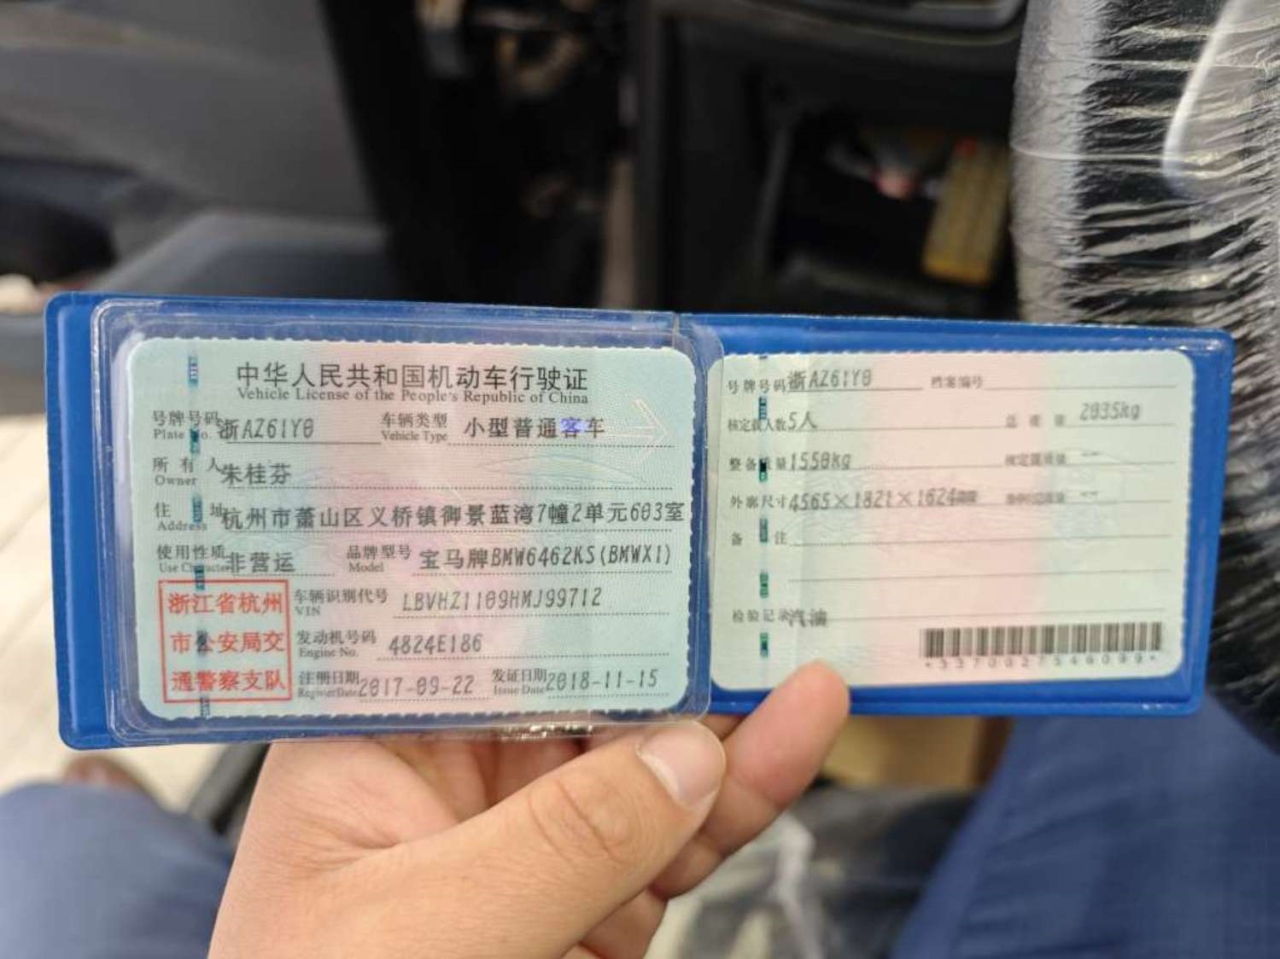 中华人民共和国机动车行驶证
Vehicle License of the People's Republic of China
号牌号码 浙AZ61Y0 车辆类型 小型普通客车
Plate No. Vehicle Type
所有人 朱桂芬
Owner
住址 杭州市萧山区义桥镇御景蓝湾7幢2单元603室
Address
使用性质 非营运 品牌型号 宝马牌BMW6462KS(BMWX1)
Use Character Model
浙江省杭州
市公安局交
通警察支队
车辆识别代号 LBVHZ1109HMJ99712
VIN
发动机号码 4824E186
Engine No.
注册日期 2017-09-22 发证日期 2018-11-15
Register Date Issue Date
号牌号码 浙AZ61Y0 档案编号
核定载人数 5人 总质量 2035kg
整备质量 1550kg 核定载质量 --
外廓尺寸 4565×1821×1624mm --
备注
检验记录 汽油